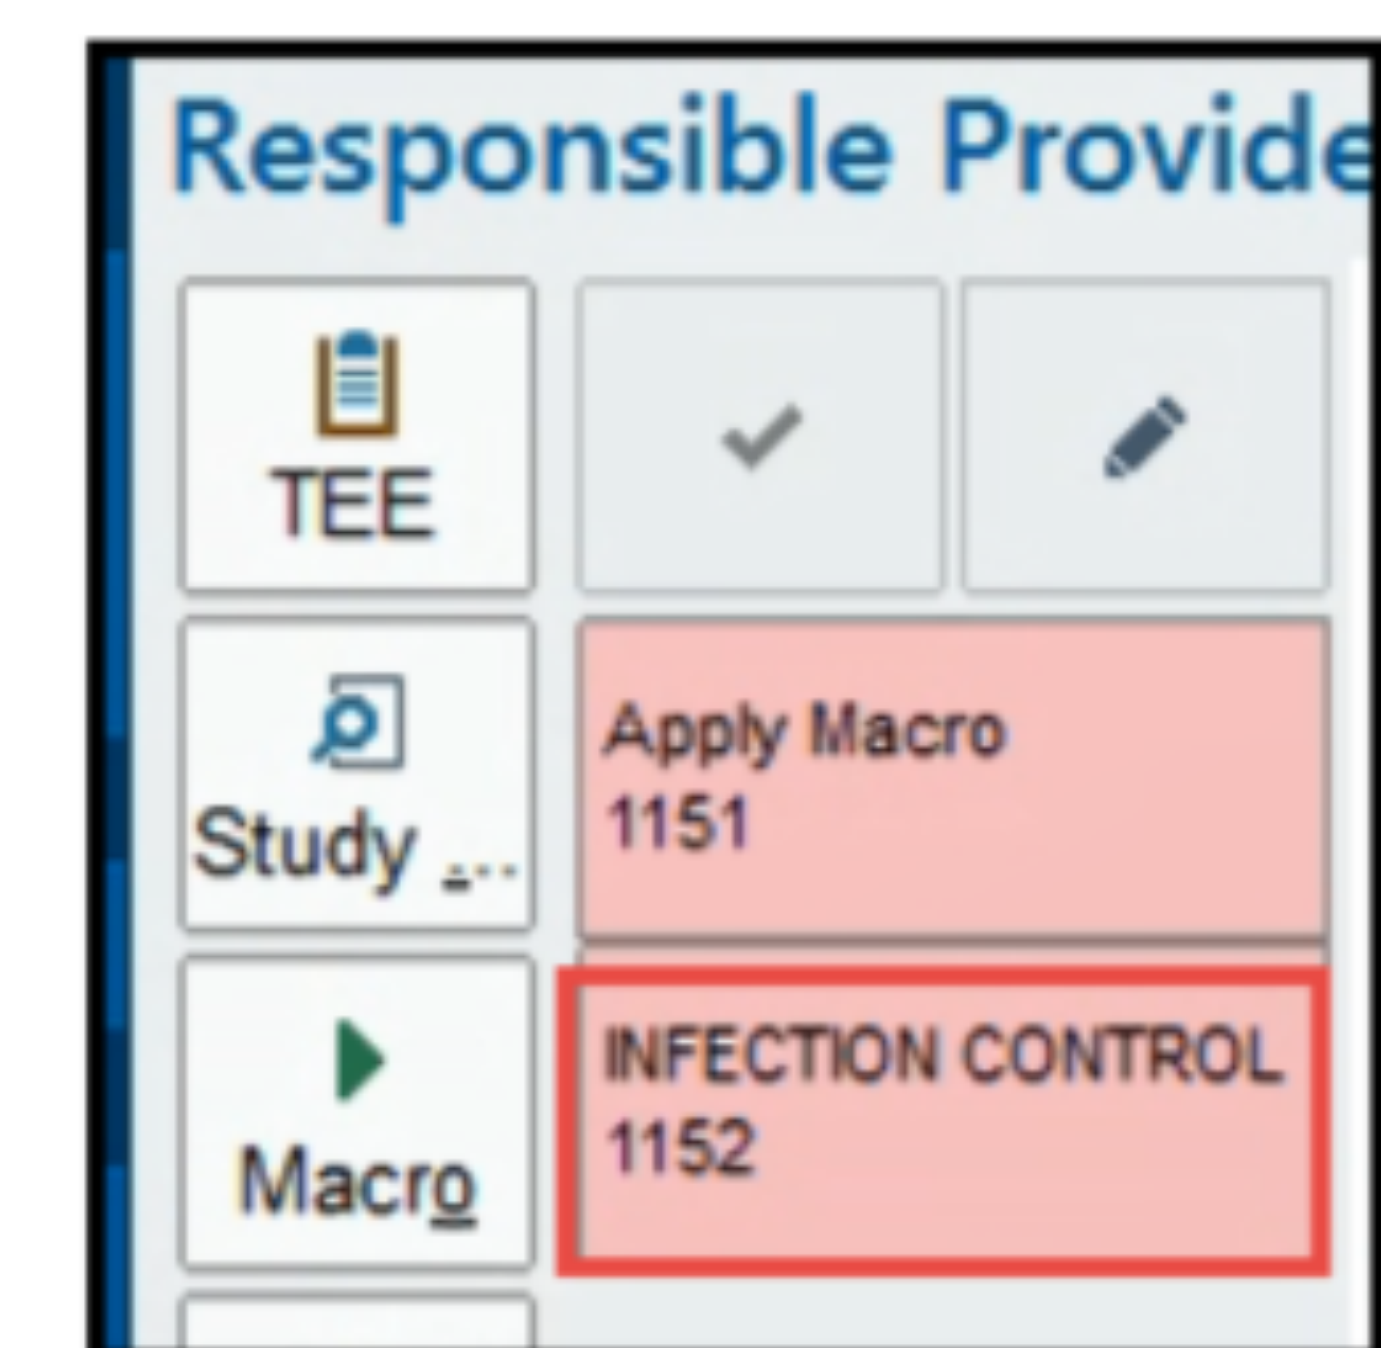 Responsible Provide
TEE
Study ...
Apply Macro
1151
Macro
INFECTION CONTROL
1152